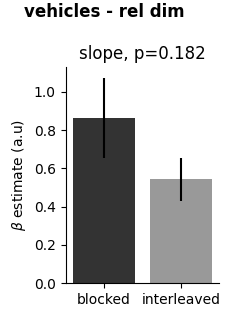 vehicles - rel dim
slope, p=0.182
β estimate (a.u)
1.0
0.8
0.6
0.4
0.2
0.0
blocked interleaved